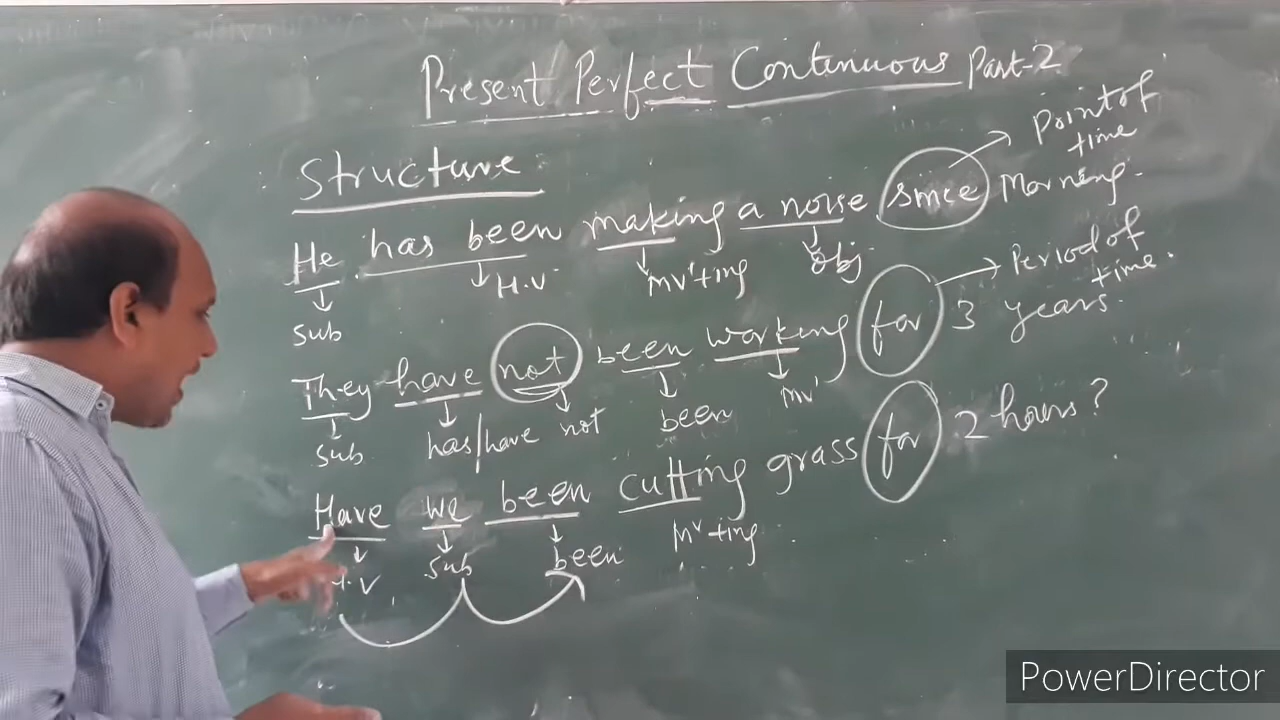 Present Perfect Continuous Part-2
Structure
Point of
time
He has been making a noise since Morning.
sub H.V mv'+ing obj
Period of
time.
They have not been working for 3 years.
sub has/have not been mv'
Have we been cutting grass for 2 hours?
H.V sub been Mv+ing
PowerDirector